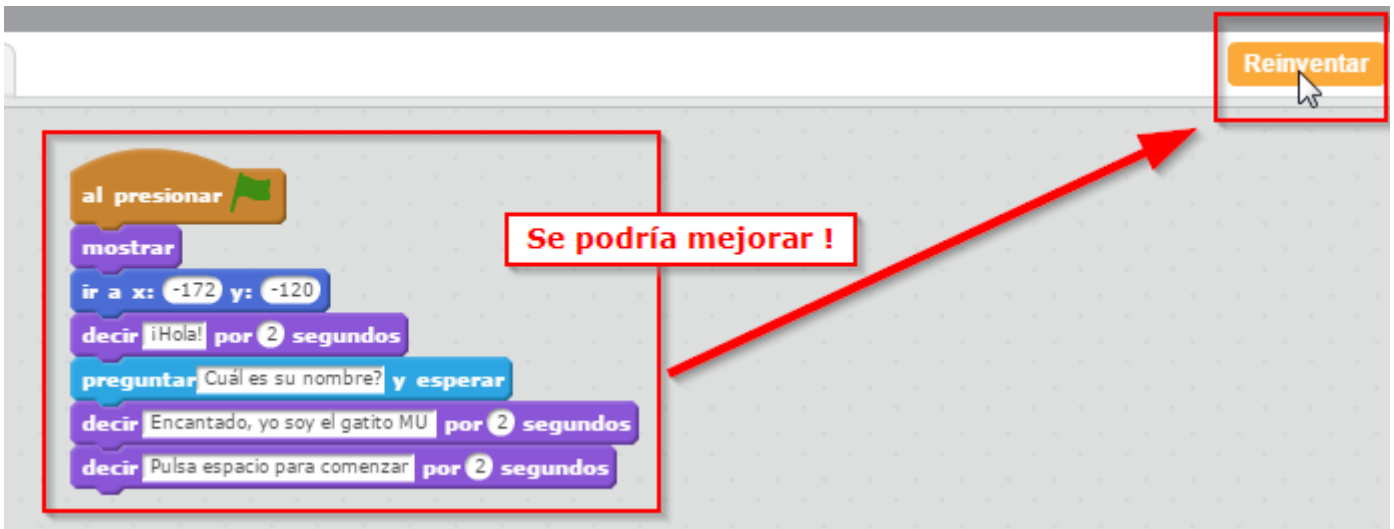 Reinventar
al presionar
mostrar
ir a x: -172 y: -120
decir ¡Hola! por 2 segundos
preguntar Cuál es su nombre? y esperar
decir Encantado, yo soy el gatito MU por 2 segundos
decir Pulsa espacio para comenzar por 2 segundos
Se podría mejorar !